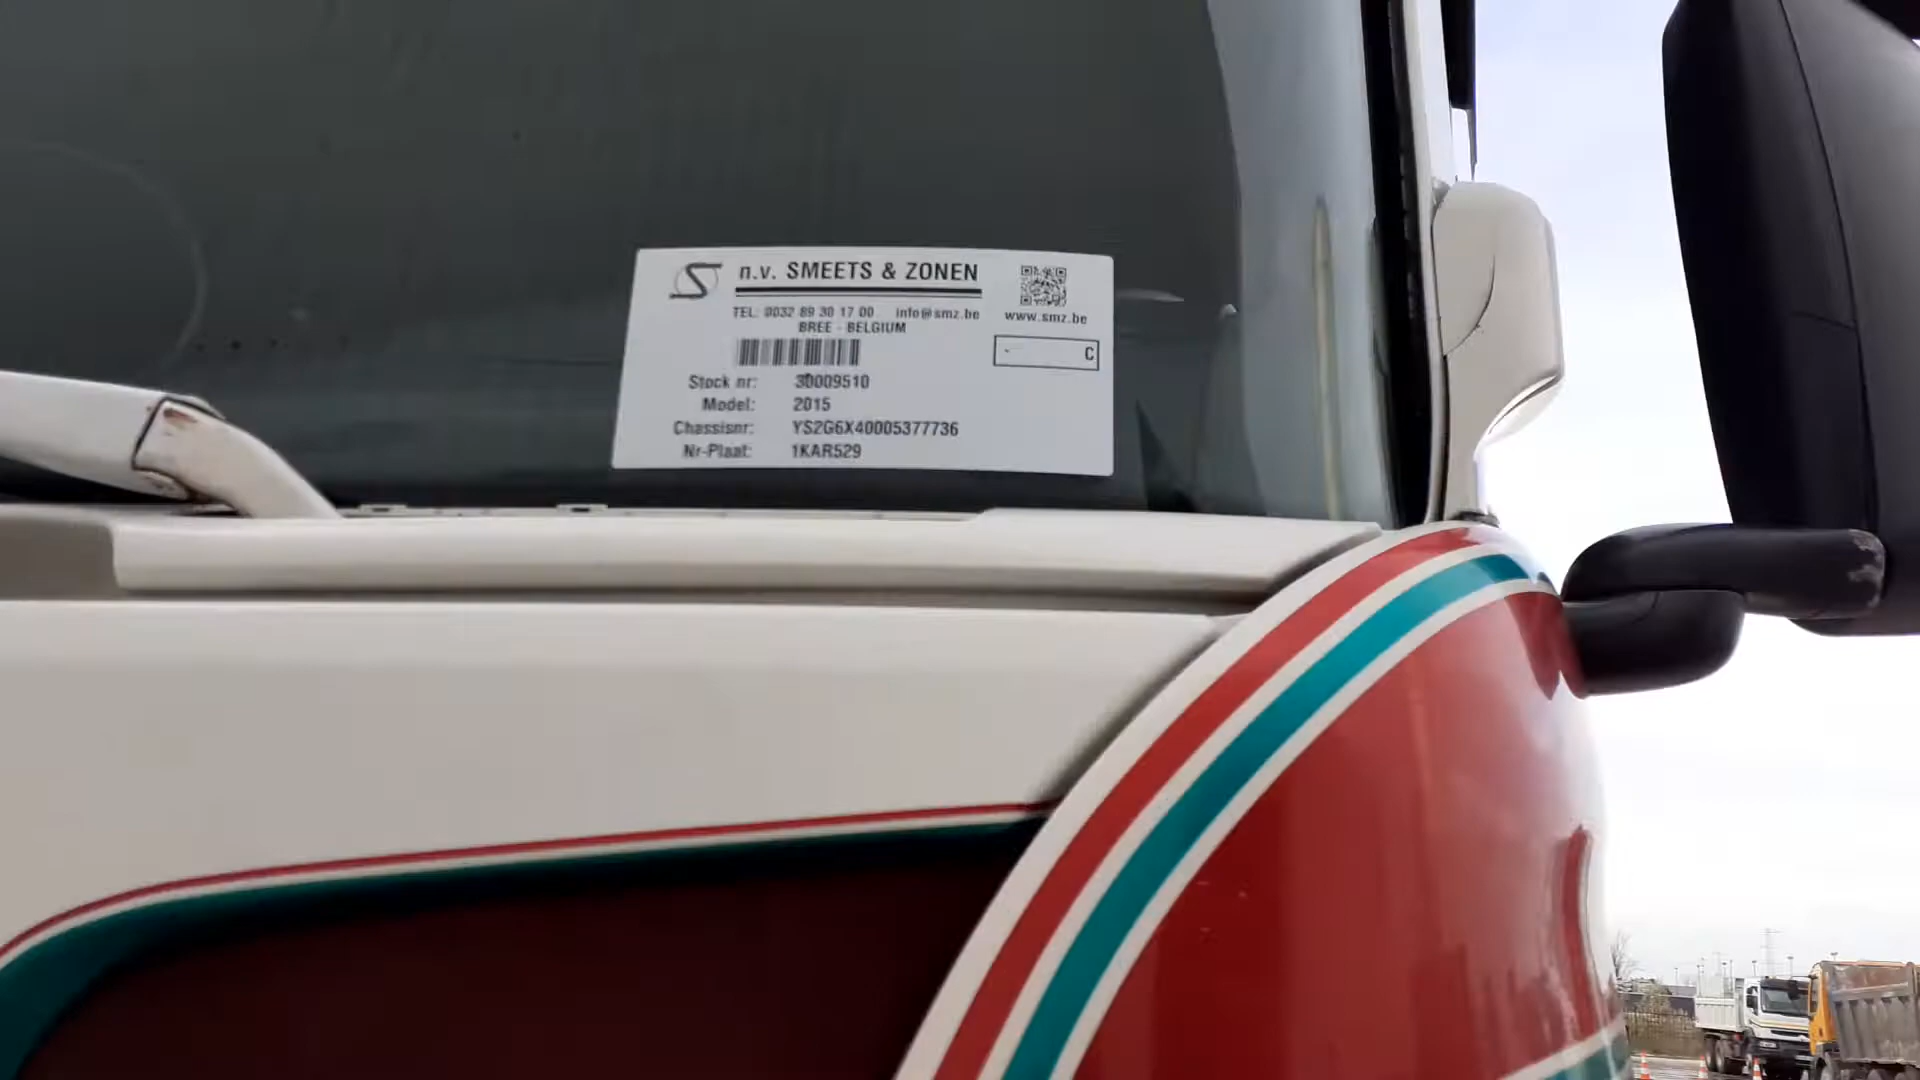 n.v. SMEETS & ZONEN
TEL: 0032 89 30 17 00 info@smz.be
BREE - BELGIUM
www.smz.be
- C
Stock nr: 30009510
Model: 2015
Chassisnr: YS2G6X40005377736
Nr-Plaat: 1KAR529